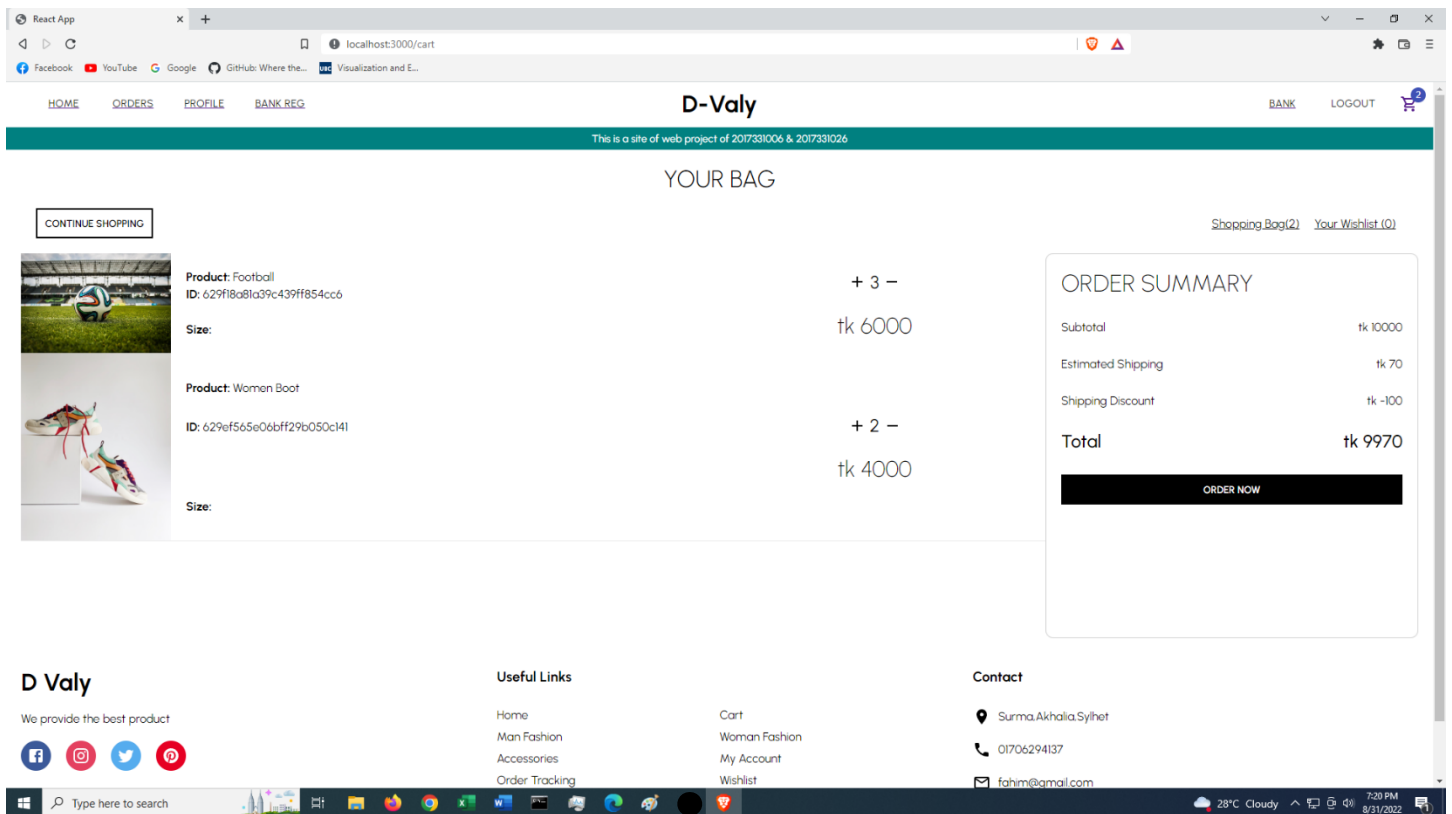 React App
localhost:3000/cart
Facebook YouTube Google GitHub: Where the... UBC Visualization and E...
HOME ORDERS PROFILE BANK REG D-Valy BANK LOGOUT 2
This is a site of web project of 2017331006 & 2017331026
YOUR BAG
CONTINUE SHOPPING Shopping Bag(2) Your Wishlist (0)
Product: Football
ID: 629f18a81a39c439ff854cc6
Size:
+ 3 −
tk 6000
Product: Women Boot
ID: 629ef565e06bff29b050c141
Size:
+ 2 −
tk 4000
ORDER SUMMARY
Subtotal tk 10000
Estimated Shipping tk 70
Shipping Discount tk -100
Total tk 9970
ORDER NOW
D Valy
We provide the best product
Useful Links
Home Cart
Man Fashion Woman Fashion
Accessories My Account
Order Tracking Wishlist
Contact
Surma,Akhalia,Sylhet
01706294137
fahim@gmail.com
Type here to search
28°C Cloudy
7:20 PM
8/31/2022